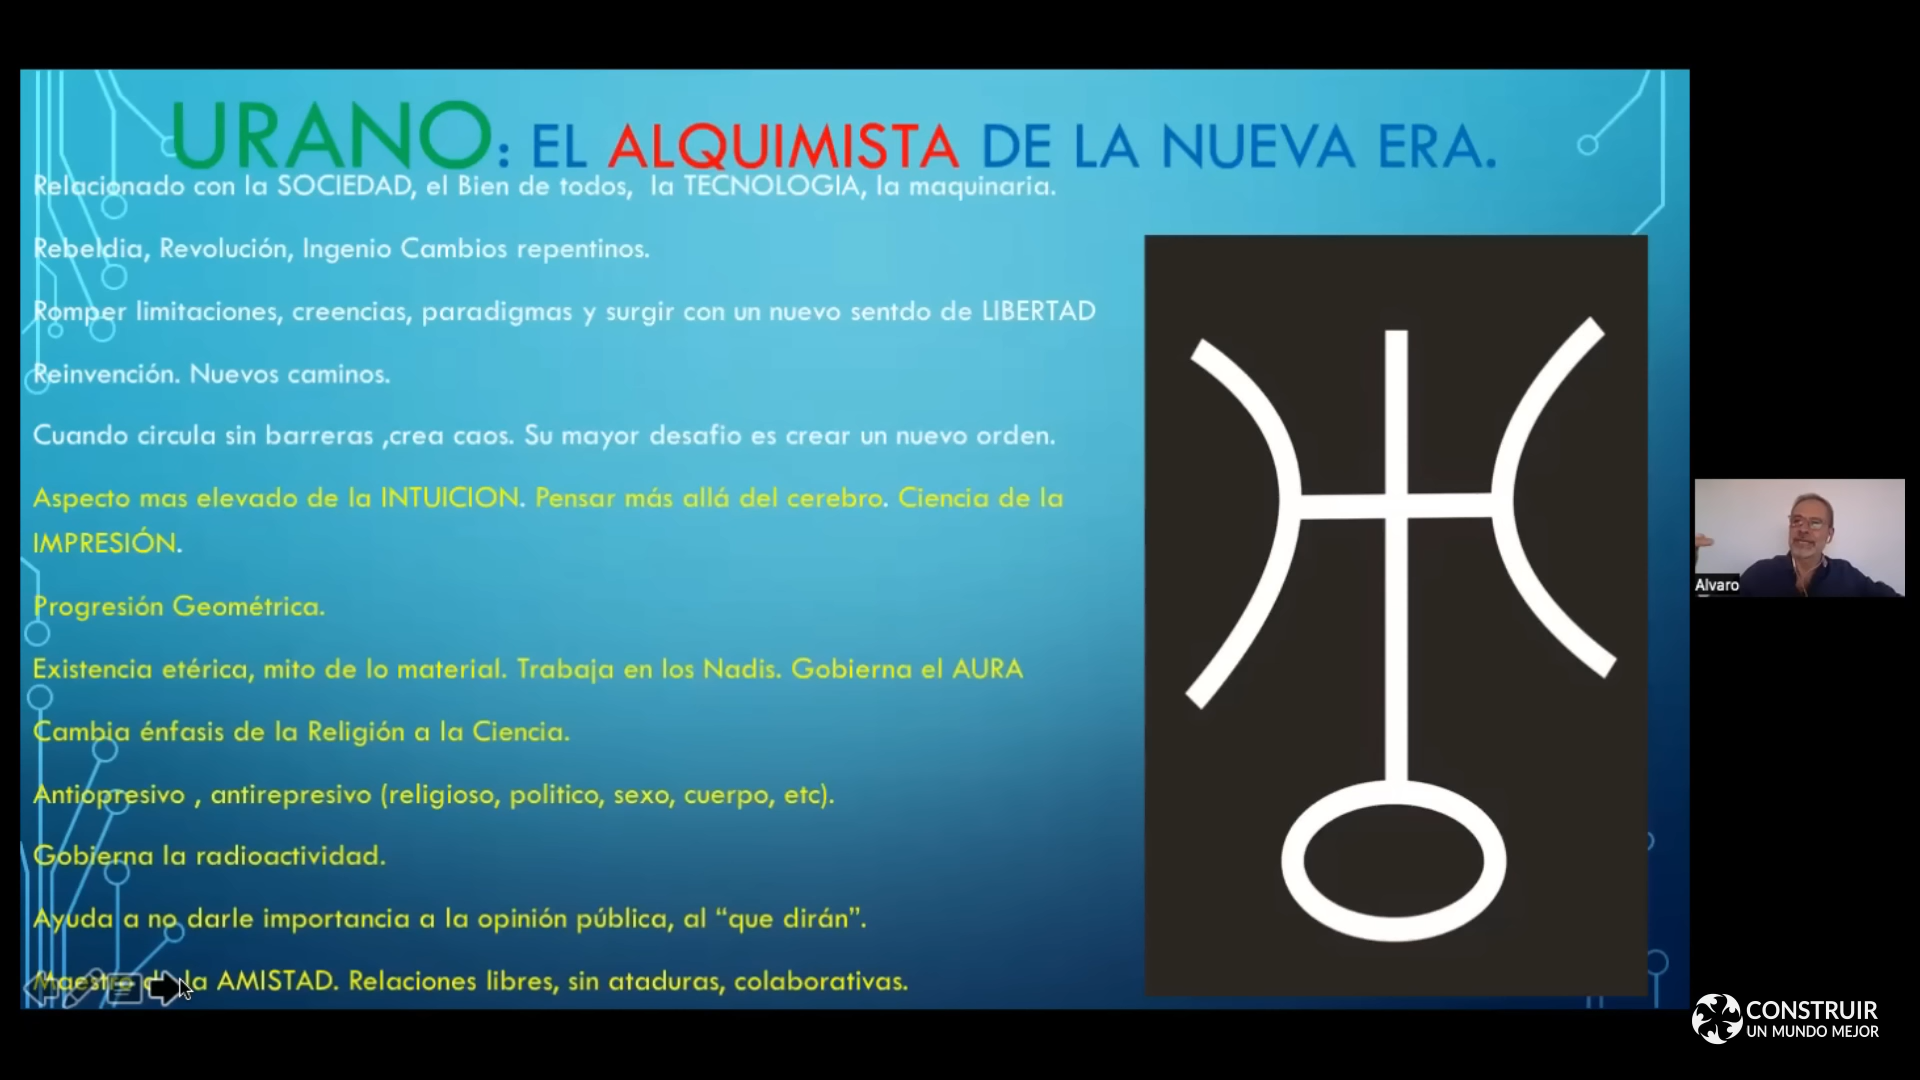 URANO: EL ALQUIMISTA DE LA NUEVA ERA.
Relacionado con la SOCIEDAD, el Bien de todos, la TECNOLOGIA, la maquinaria.
Rebeldia, Revolución, Ingenio Cambios repentinos.
Romper limitaciones, creencias, paradigmas y surgir con un nuevo sentdo de LIBERTAD
Reinvención. Nuevos caminos.
Cuando circula sin barreras ,crea caos. Su mayor desafio es crear un nuevo orden.
Aspecto mas elevado de la INTUICION. Pensar más allá del cerebro. Ciencia de la
IMPRESIÓN.
Progresión Geométrica.
Existencia etérica, mito de lo material. Trabaja en los Nadis. Gobierna el AURA
Cambia énfasis de la Religión a la Ciencia.
Antiopresivo , antirepresivo (religioso, politico, sexo, cuerpo, etc).
Gobierna la radioactividad.
Ayuda a no darle importancia a la opinión pública, al “que dirán”.
Maestro de la AMISTAD. Relaciones libres, sin ataduras, colaborativas.
Alvaro
CONSTRUIR
UN MUNDO MEJOR